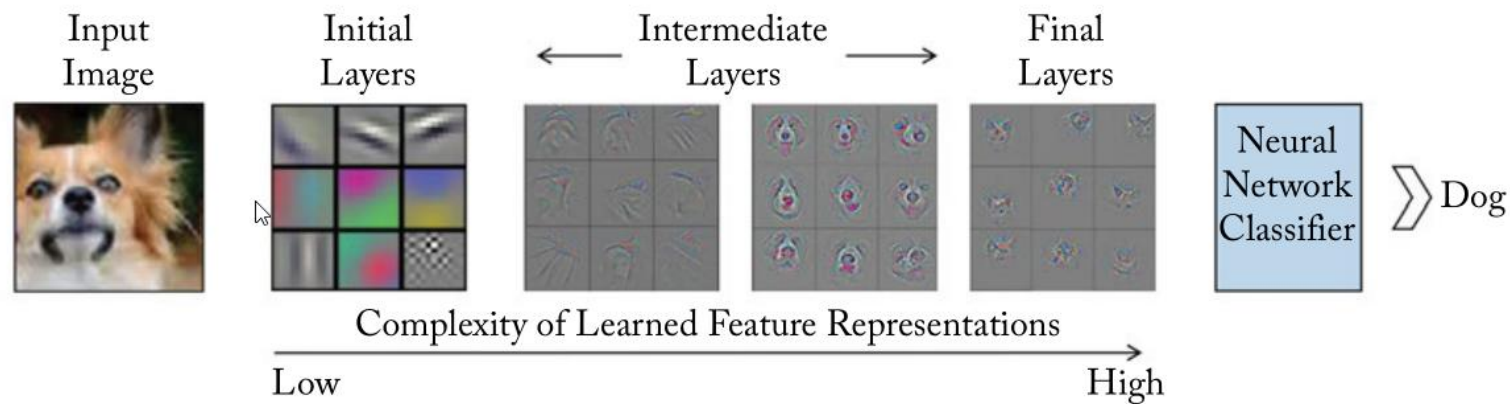 Input
Image
Initial
Layers
Intermediate
Layers
Final
Layers
Neural
Network
Classifier
Dog
Complexity of Learned Feature Representations
Low
High